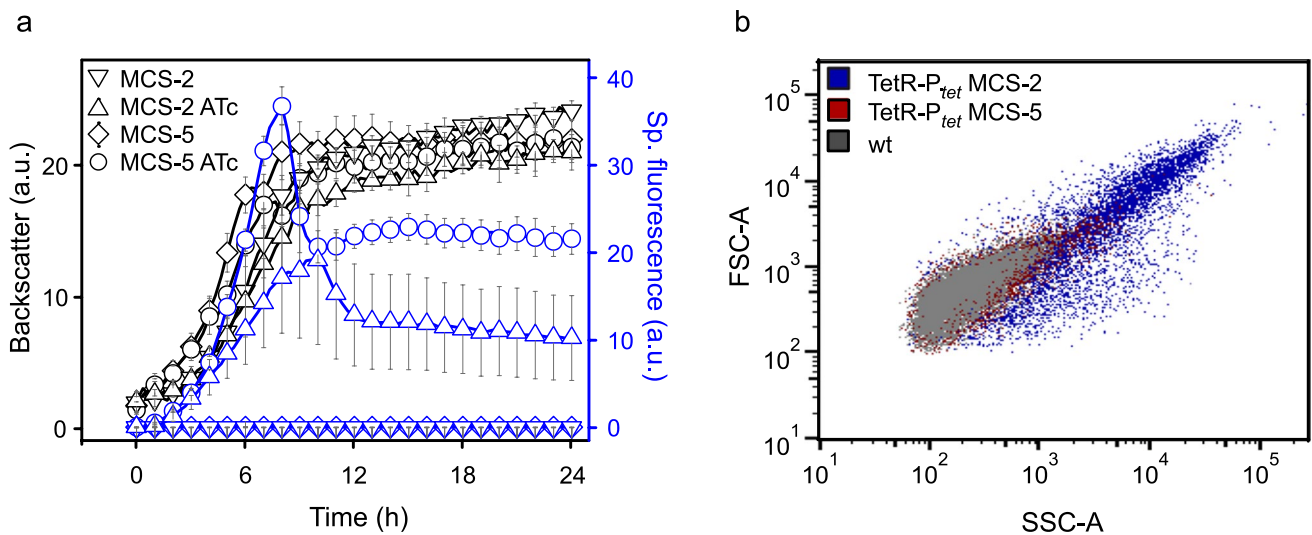 a
MCS-2
MCS-2 ATc
MCS-5
MCS-5 ATc
Backscatter (a.u.)
20
10
0
40
30
20
10
0
Sp. fluorescence (a.u.)
0 6 12 18 24
Time (h)
b
TetR-Ptet MCS-2
TetR-Ptet MCS-5
wt
FSC-A
10^5
10^4
10^3
10^2
10^1
10^1 10^2 10^3 10^4 10^5
SSC-A